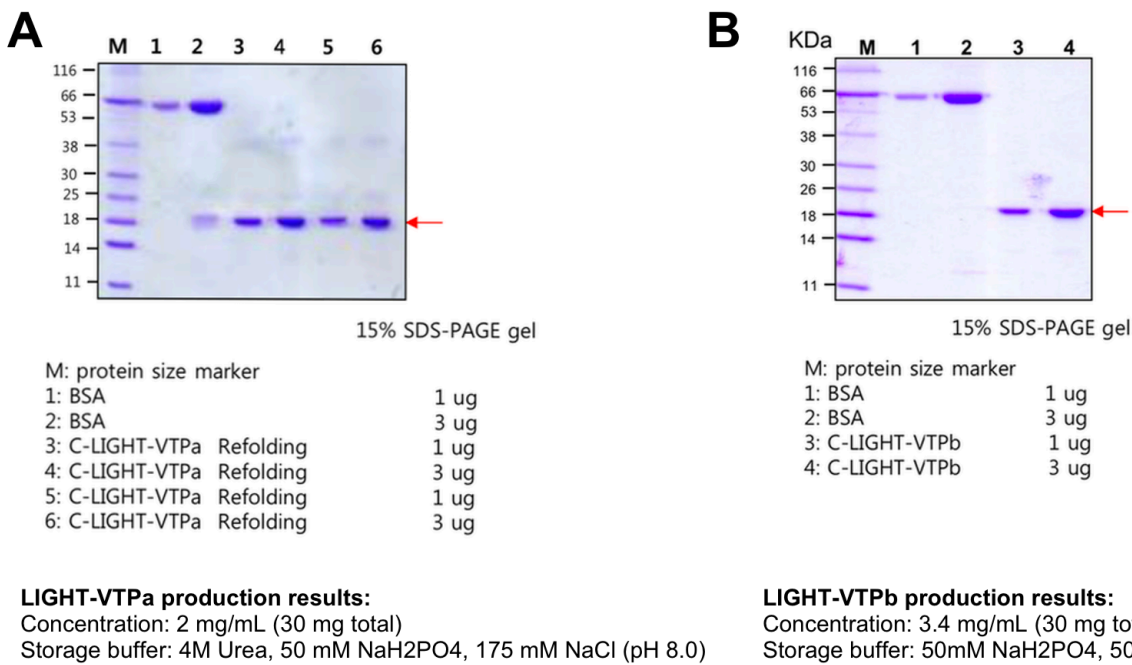 A
M 1 2 3 4 5 6
116
66
53
38
30
25
18
14
11
15% SDS-PAGE gel
M: protein size marker
1: BSA 1 ug
2: BSA 3 ug
3: C-LIGHT-VTPa Refolding 1 ug
4: C-LIGHT-VTPa Refolding 3 ug
5: C-LIGHT-VTPa Refolding 1 ug
6: C-LIGHT-VTPa Refolding 3 ug
LIGHT-VTPa production results:
Concentration: 2 mg/mL (30 mg total)
Storage buffer: 4M Urea, 50 mM NaH2PO4, 175 mM NaCl (pH 8.0)
B
KDa M 1 2 3 4
116
66
53
38
30
26
18
14
11
15% SDS-PAGE gel
M: protein size marker
1: BSA 1 ug
2: BSA 3 ug
3: C-LIGHT-VTPb 1 ug
4: C-LIGHT-VTPb 3 ug
LIGHT-VTPb production results:
Concentration: 3.4 mg/mL (30 mg to
Storage buffer: 50mM NaH2PO4, 50